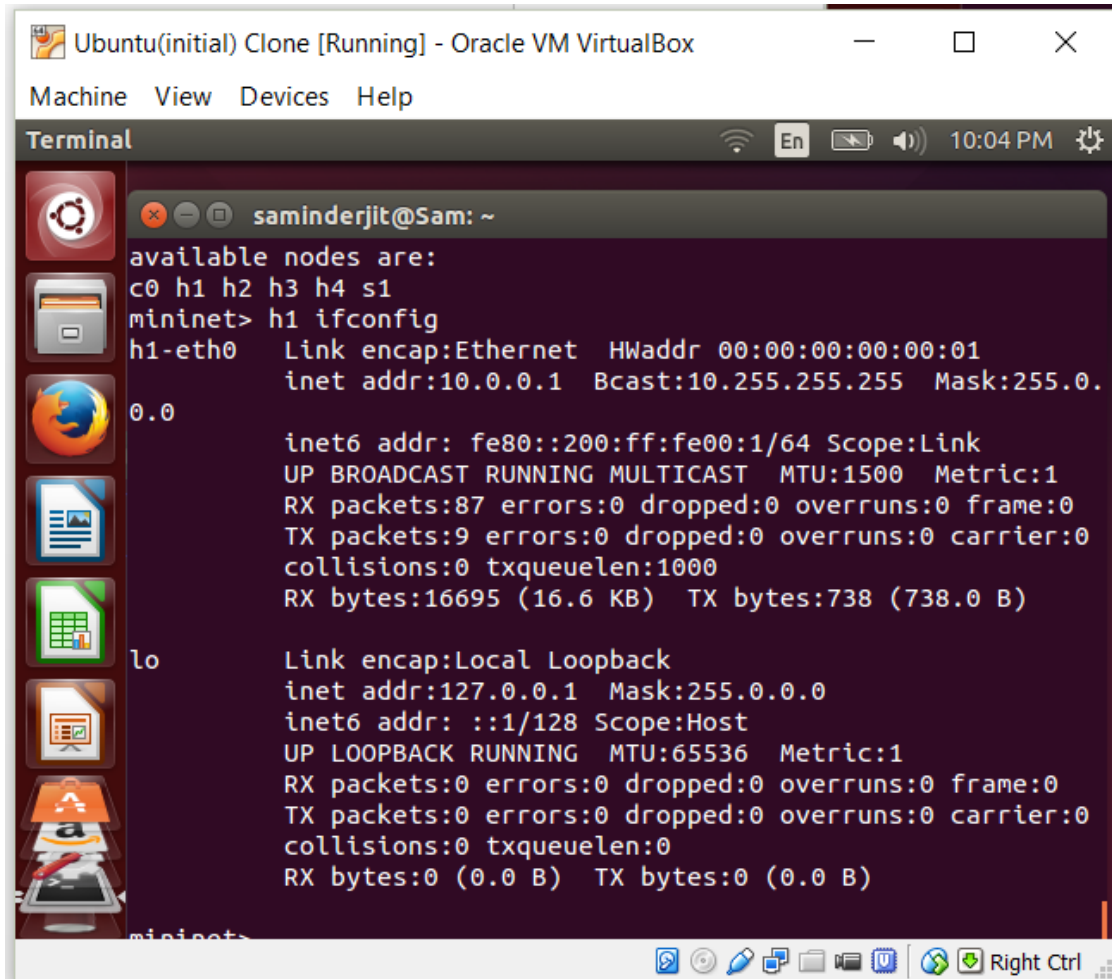 Ubuntu(initial) Clone [Running] - Oracle VM VirtualBox
Machine View Devices Help
Terminal En 10:04 PM
saminderjit@Sam: ~
available nodes are:
c0 h1 h2 h3 h4 s1
mininet> h1 ifconfig
h1-eth0 Link encap:Ethernet HWaddr 00:00:00:00:00:01
inet addr:10.0.0.1 Bcast:10.255.255.255 Mask:255.0.
0.0
inet6 addr: fe80::200:ff:fe00:1/64 Scope:Link
UP BROADCAST RUNNING MULTICAST MTU:1500 Metric:1
RX packets:87 errors:0 dropped:0 overruns:0 frame:0
TX packets:9 errors:0 dropped:0 overruns:0 carrier:0
collisions:0 txqueuelen:1000
RX bytes:16695 (16.6 KB) TX bytes:738 (738.0 B)
lo Link encap:Local Loopback
inet addr:127.0.0.1 Mask:255.0.0.0
inet6 addr: ::1/128 Scope:Host
UP LOOPBACK RUNNING MTU:65536 Metric:1
RX packets:0 errors:0 dropped:0 overruns:0 frame:0
TX packets:0 errors:0 dropped:0 overruns:0 carrier:0
collisions:0 txqueuelen:0
RX bytes:0 (0.0 B) TX bytes:0 (0.0 B)
mininet>
Right Ctrl